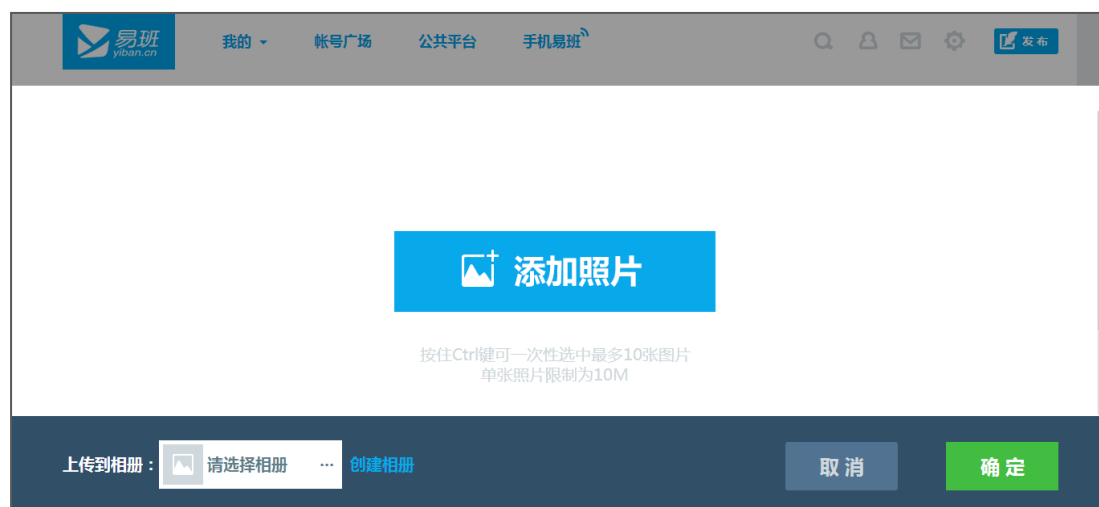 易班
yiban.cn
我的
帐号广场
公共平台
手机易班
发布
添加照片
按住Ctrl键可一次性选中最多10张图片
单张照片限制为10M
上传到相册：
请选择相册
...
创建相册
取消
确定